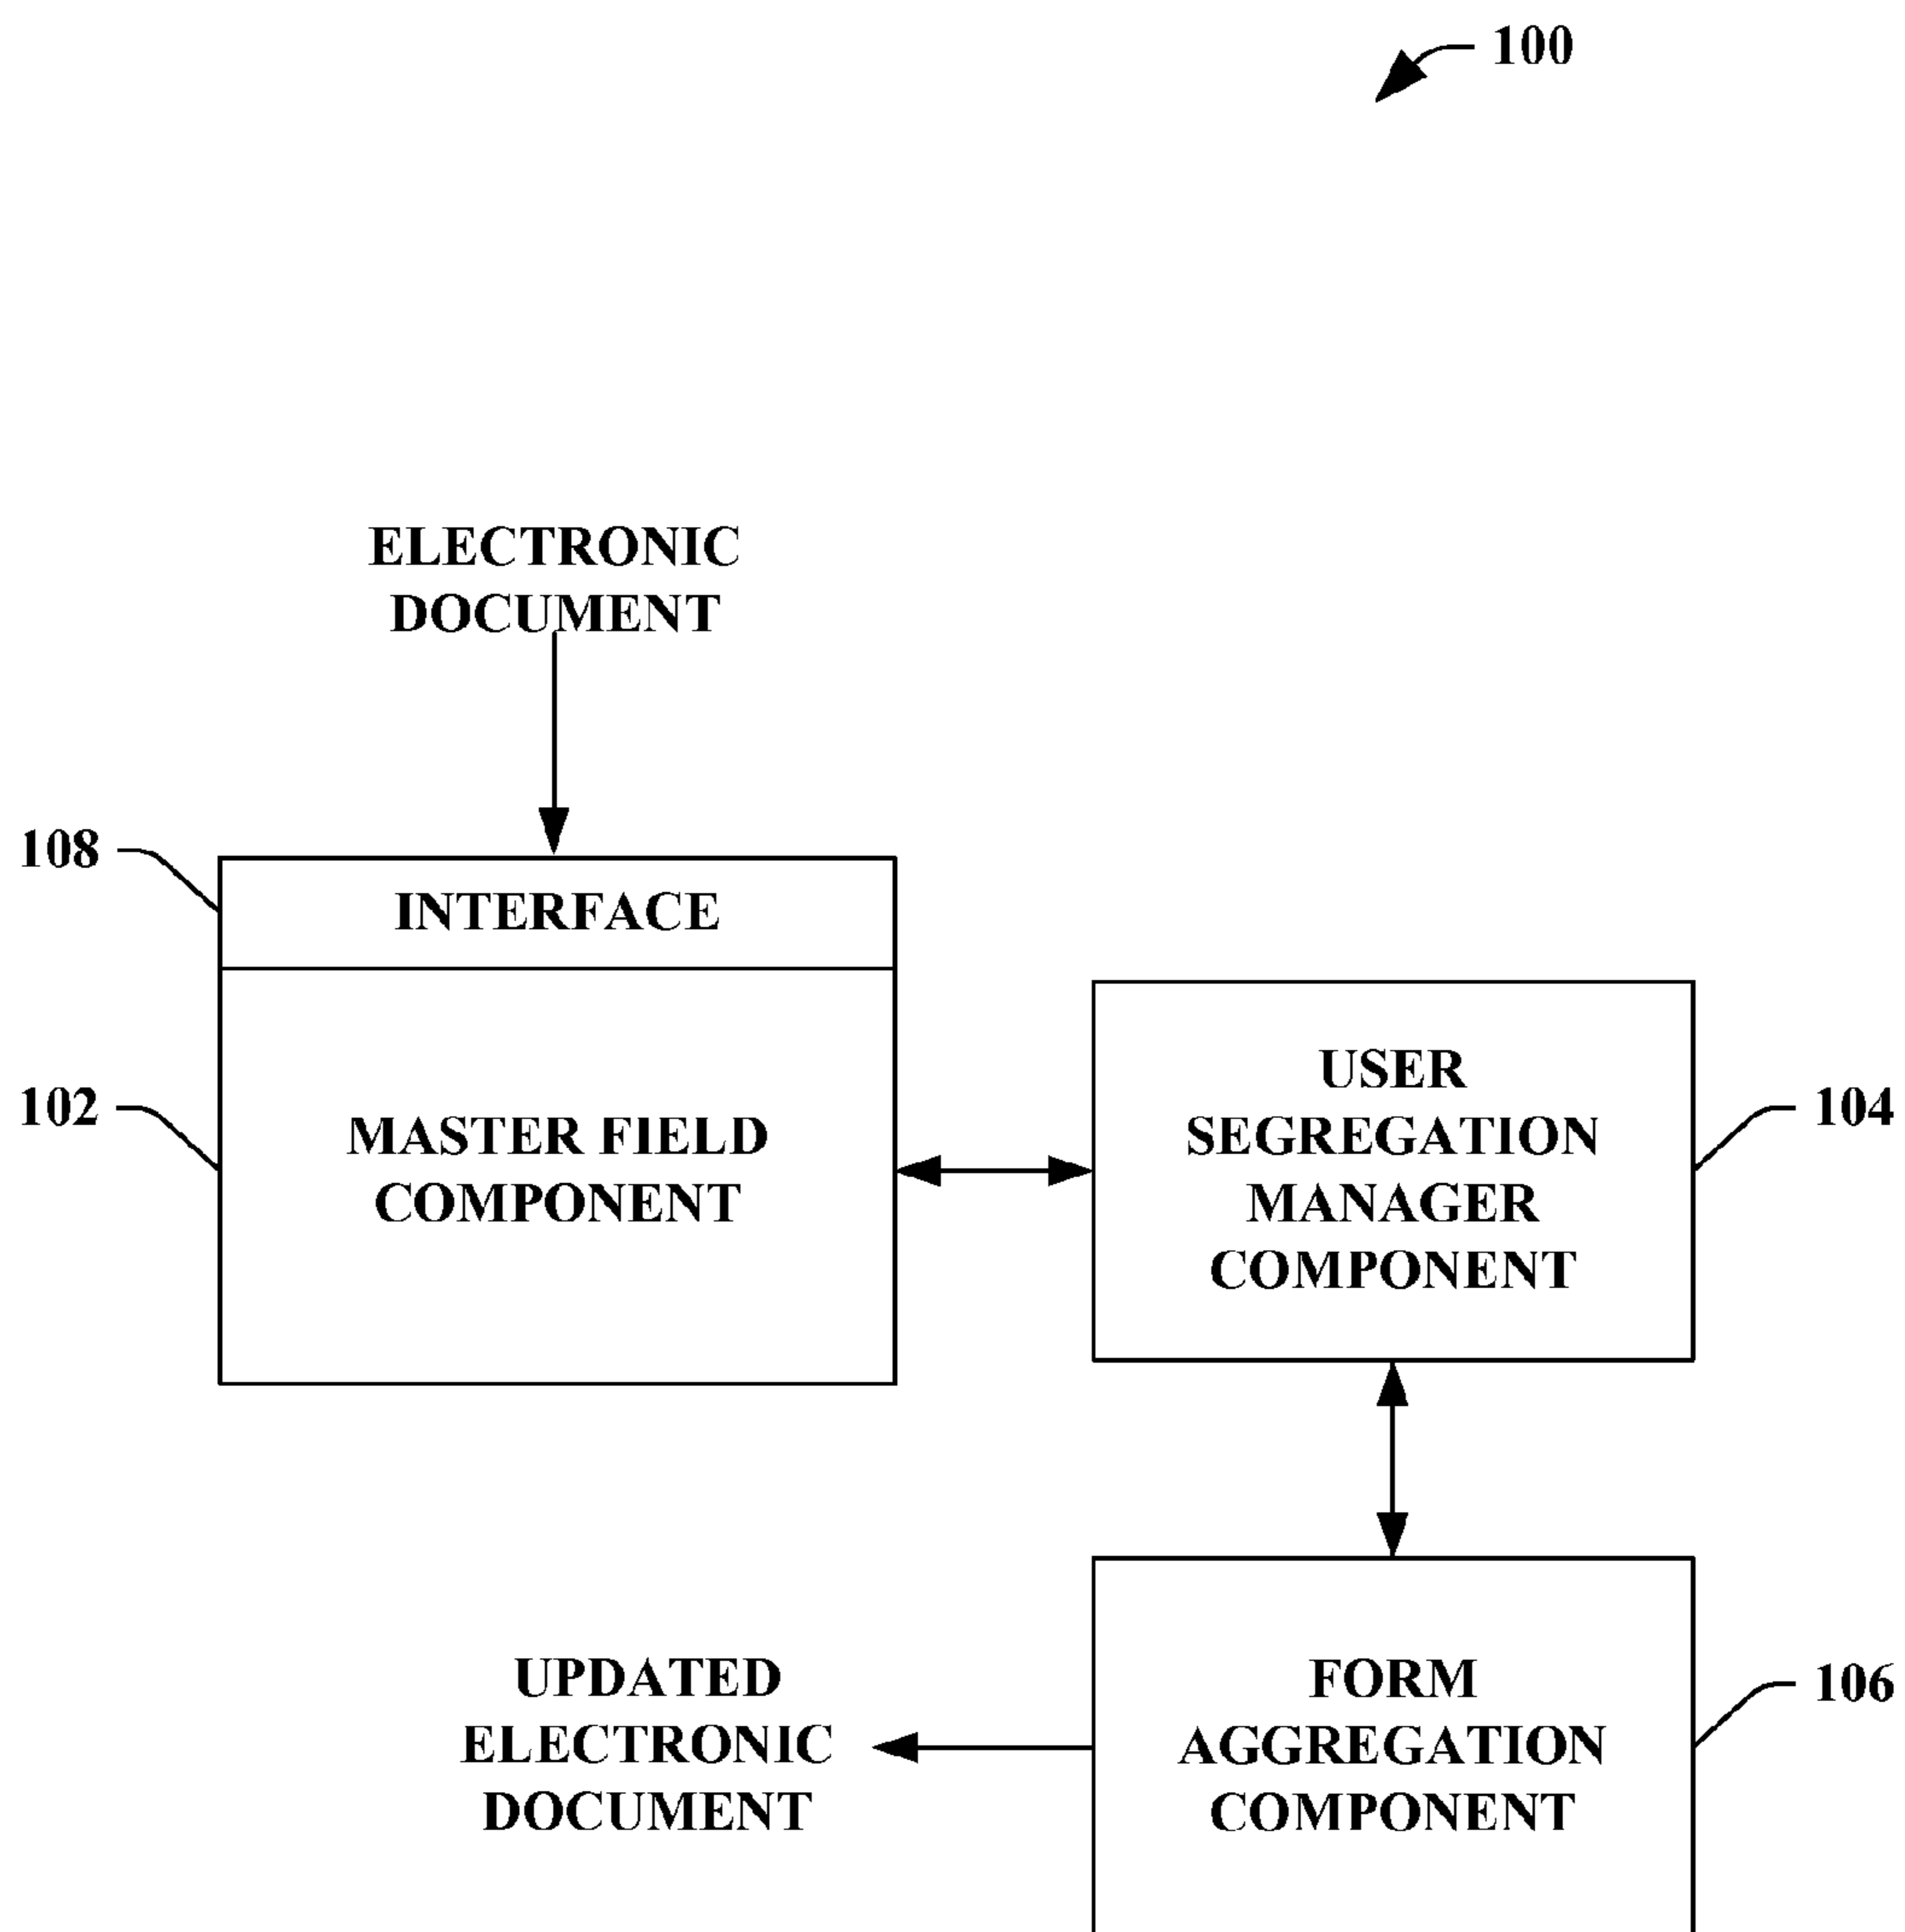 100
ELECTRONIC
DOCUMENT
108
INTERFACE
102
MASTER FIELD
COMPONENT
USER
SEGREGATION
MANAGER
COMPONENT
104
UPDATED
ELECTRONIC
DOCUMENT
FORM
AGGREGATION
COMPONENT
106